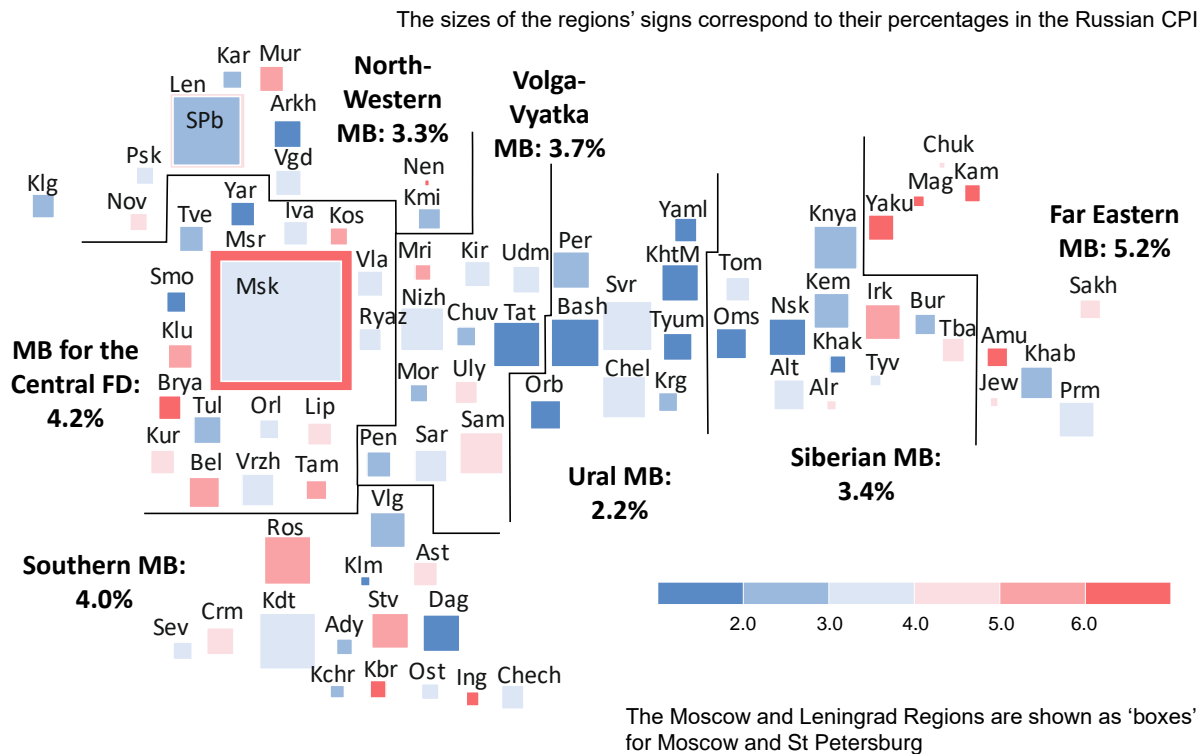 The sizes of the regions’ signs correspond to their percentages in the Russian CPI
Kar
Mur
Len
SPb
Arkh
Psk
Vgd
Klg
Nov
North-
Western
MB: 3.3%
Nen
Kmi
Volga-
Vyatka
MB: 3.7%
Yar
Tve
Iva
Kos
Msr
Msk
Vla
Smo
Ryaz
Klu
MB for the
Central FD:
4.2%
Brya
Tul
Orl
Lip
Kur
Bel
Vrzh
Tam
Mri
Kir
Udm
Nizh
Chuv
Tat
Mor
Uly
Pen
Sar
Sam
Per
Yaml
KhtM
Svr
Bash
Tyum
Chel
Krg
Orb
Ural MB:
2.2%
Tom
Oms
Nsk
Knya
Kem
Irk
Bur
Tba
Khak
Alt
Alr
Tyv
Siberian MB:
3.4%
Chuk
Mag
Kam
Yaku
Far Eastern
MB: 5.2%
Sakh
Amu
Khab
Jew
Prm
Southern MB:
4.0%
Vlg
Ros
Klm
Ast
Crm
Kdt
Stv
Dag
Sev
Ady
Kchr
Kbr
Ost
Ing
Chech
2.0 3.0 4.0 5.0 6.0
The Moscow and Leningrad Regions are shown as ‘boxes’
for Moscow and St Petersburg